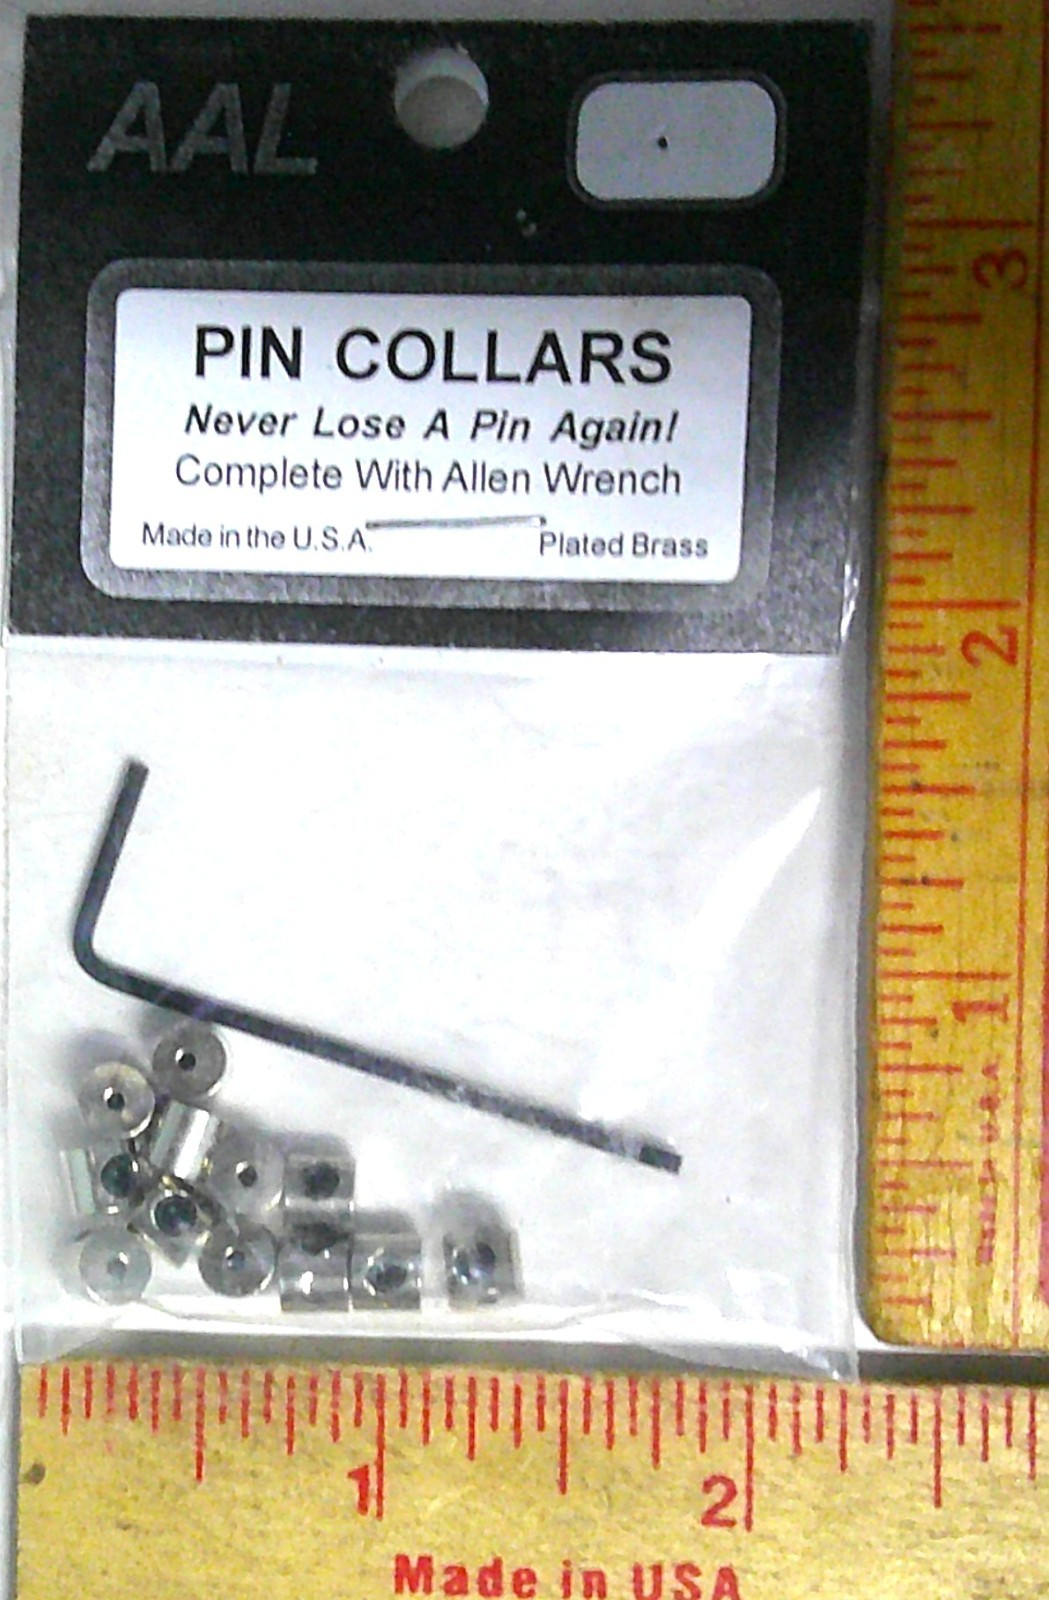 AAL
PIN COLLARS
Never Lose A Pin Again!
Complete With Allen Wrench
Made in the U.S.A.
Plated Brass
3
2
1
1
2
Made in USA